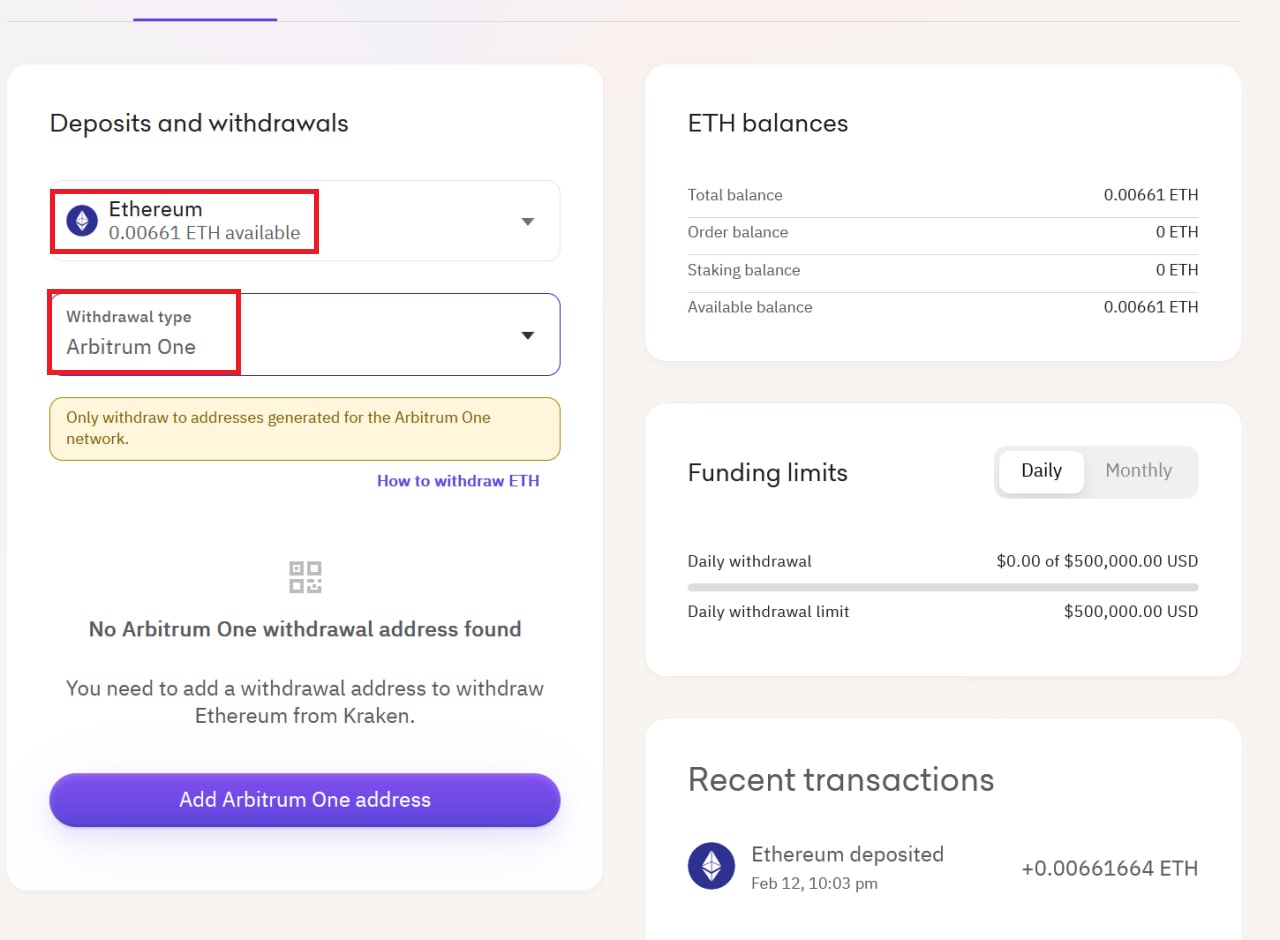 Deposits and withdrawals
Ethereum
0.00661 ETH available
Withdrawal type
Arbitrum One
Only withdraw to addresses generated for the Arbitrum One
network.
How to withdraw ETH
No Arbitrum One withdrawal address found
You need to add a withdrawal address to withdraw
Ethereum from Kraken.
Add Arbitrum One address
ETH balances
Total balance 0.00661 ETH
Order balance 0 ETH
Staking balance 0 ETH
Available balance 0.00661 ETH
Funding limits Daily Monthly
Daily withdrawal $0.00 of $500,000.00 USD
Daily withdrawal limit $500,000.00 USD
Recent transactions
Ethereum deposited +0.00661664 ETH
Feb 12, 10:03 pm